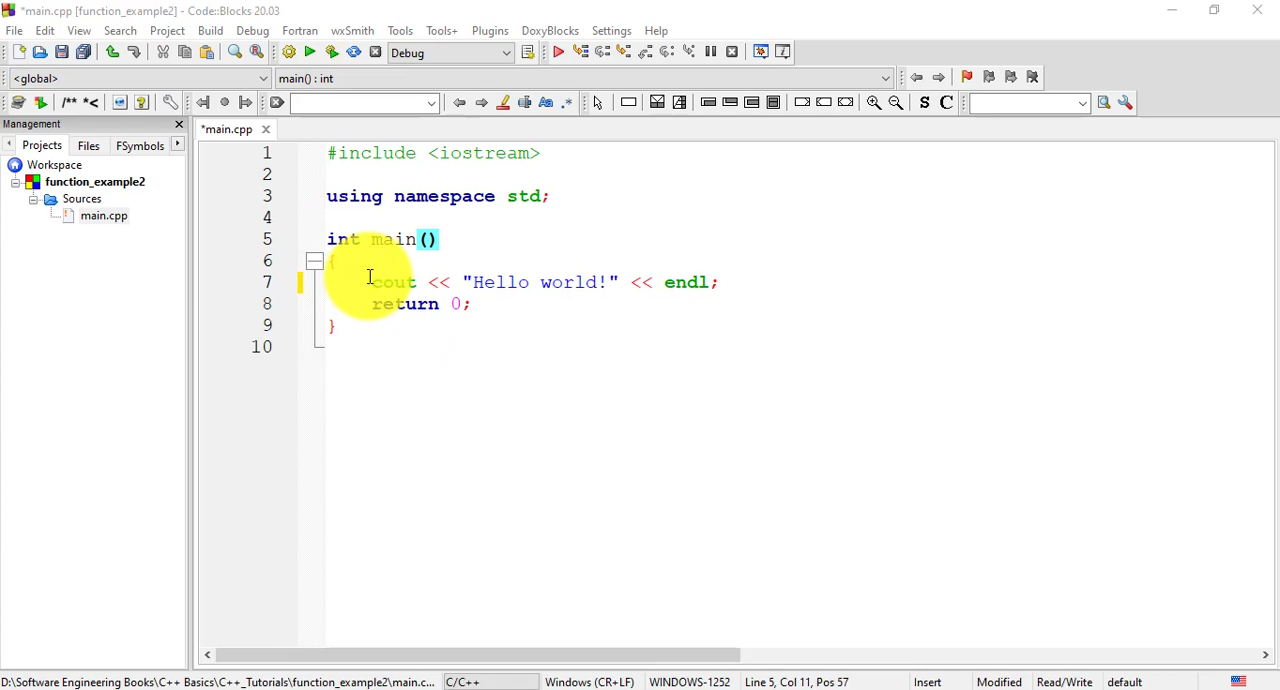 *main.cpp [function_example2] - Code::Blocks 20.03
File Edit View Search Project Build Debug Fortran wxSmith Tools Tools+ Plugins DoxyBlocks Settings Help
Debug
<global> main() : int
/** *< S C
Management
*main.cpp
Projects Files FSymbols
Workspace
function_example2
Sources
main.cpp
1 #include <iostream>
2
3 using namespace std;
4
5 int main()
6 {
7 cout << "Hello world!" << endl;
8 return 0;
9 }
10
D:\Software Engineering Books\C++ Basics\C++_Tutorials\function_example2\main.c... C/C++ Windows (CR+LF) WINDOWS-1252 Line 5, Col 11, Pos 57 Insert Modified Read/Write default